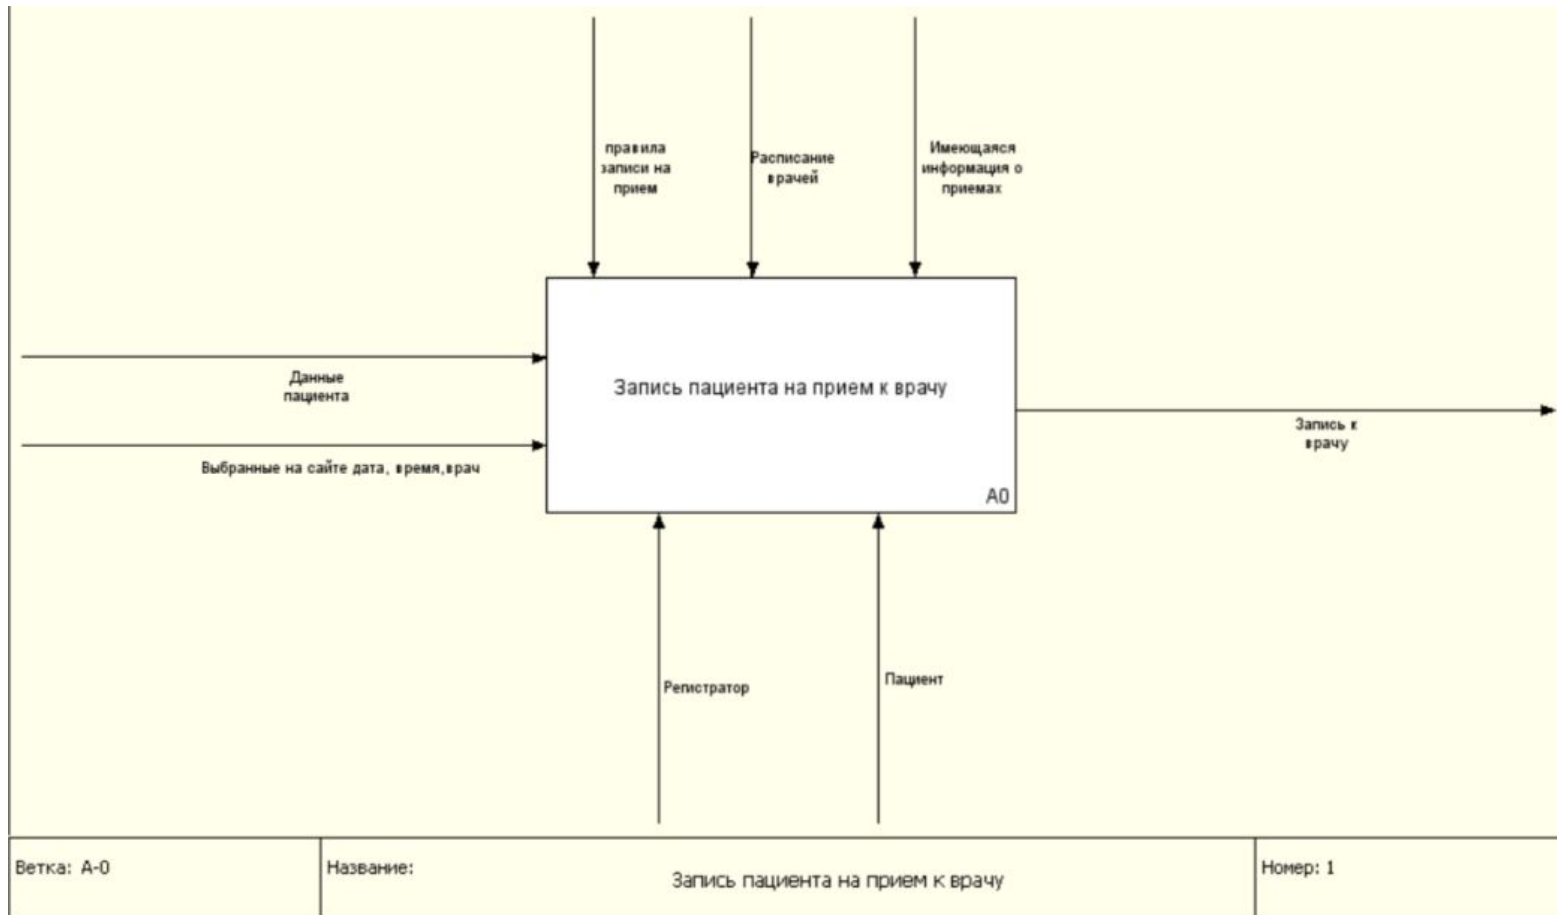 правила
записи на
прием
Расписание
врачей
Имеющаяся
информация о
приемах
Данные
пациента
Выбранные на сайте дата, время,врач
Запись пациента на прием к врачу
А0
Запись к
врачу
Регистратор
Пациент
Ветка: А-0
Название:
Запись пациента на прием к врачу
Номер: 1